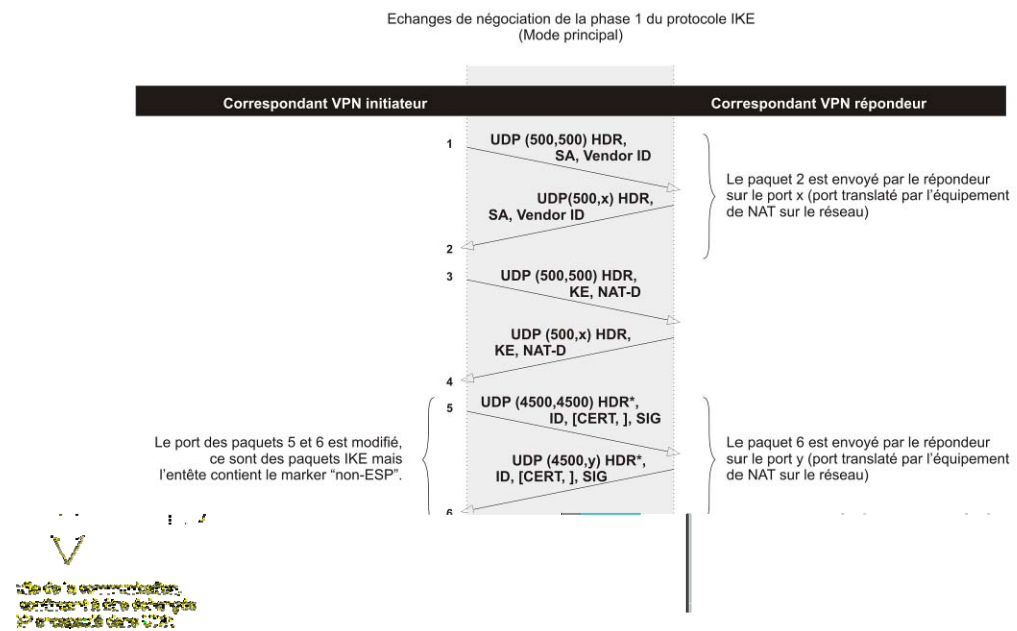 Echanges de négociation de la phase 1 du protocole IKE
(Mode principal)
Correspondant VPN initiateur
Correspondant VPN répondeur
1
UDP (500,500) HDR,
SA, Vendor ID
UDP(500,x) HDR,
SA, Vendor ID
2
Le paquet 2 est envoyé par le répondeur
sur le port x (port translaté par l'équipement
de NAT sur le réseau)
3
UDP (500,500) HDR,
KE, NAT-D
UDP (500,x) HDR,
KE, NAT-D
4
5
UDP (4500,4500) HDR*,
ID, [CERT, ], SIG
UDP (4500,y) HDR*,
ID, [CERT, ], SIG
6
Le port des paquets 5 et 6 est modifié,
ce sont des paquets IKE mais
l'entête contient le marker "non-ESP".
Le paquet 6 est envoyé par le répondeur
sur le port y (port translaté par l'équipement
de NAT sur le réseau)
de la communication,
à être
dans